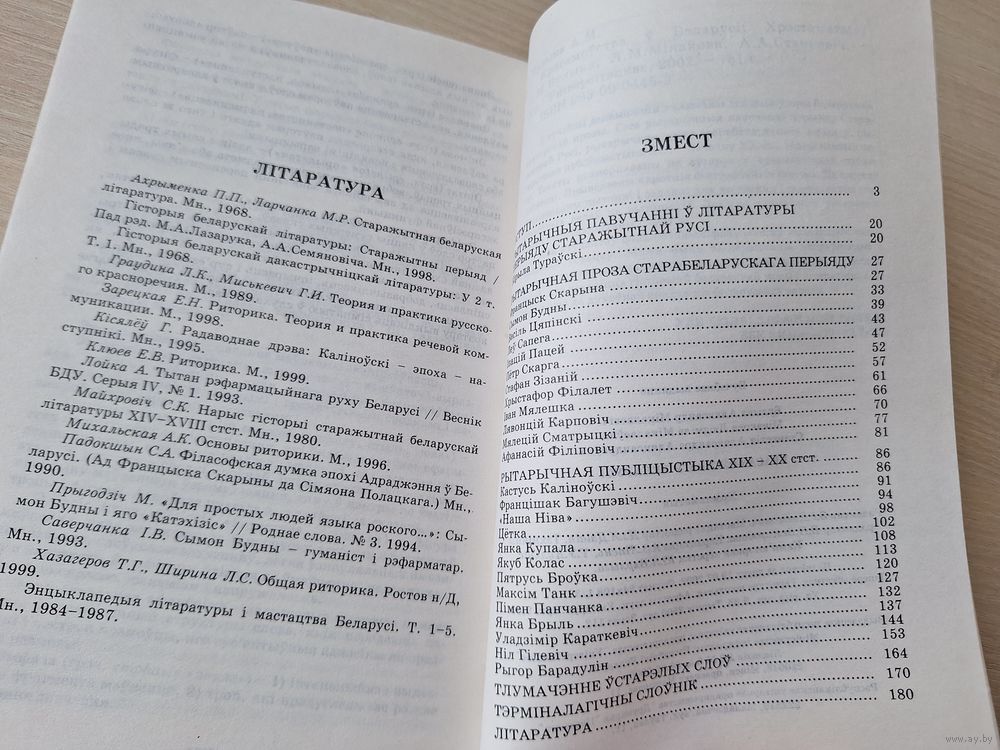 ЛІТАРАТУРА
Ахрыменка П.П., Ларчанка М.Р. Старажытная беларуская
літаратура. Мн., 1968.
Гісторыя беларускай літаратуры: Старажытны перыяд /
Пад рэд. М.А.Лазарука, А.А.Семяновіча. Мн., 1998.
Гісторыя беларускай дакастрычніцкай літаратуры: У 2 т.
Т. 1. Мн., 1968.
Граудина Л.К., Миськевич Г.И. Теория и практика русско-
го красноречия. М., 1989.
Зарецкая Е.Н. Риторика. Теория и практика речевой ком-
муникации. М., 1998.
Кісялёў Г. Радаводнае дрэва: Каліноўскі – эпоха – на-
ступнікі. Мн., 1995.
Клюев Е.В. Риторика. М., 1999.
Лойка А. Тытан рэфармацыйнага руху Беларусі // Веснік
БДУ. Серыя IV, № 1. 1993.
Майхровіч С.К. Нарыс гісторыі старажытнай беларускай
літаратуры XIV–XVIII стст. Мн., 1980.
Михальская А.К. Основы риторики. М., 1996.
Падокшын С.А. Філасофская думка эпохі Адраджэння ў Бе-
ларусі. (Ад Францыска Скарыны да Сімяона Полацкага.) Мн.,
1990.
Прыгодзіч М. «Для простых людей языка роского...»: Сы-
мон Будны і яго «Катэхізіс» // Роднае слова. № 3. 1994.
Саверчанка І.В. Сымон Будны – гуманіст і рэфарматар.
Мн., 1993.
Хазагеров Т.Г., Ширина Л.С. Общая риторика. Ростов н/Д,
1999.
Энцыклапедыя літаратуры і мастацтва Беларусі. Т. 1–5.
Мн., 1984–1987.
ЗМЕСТ
СТУП 3
ЫТАРЫЧНЫЯ ПАВУЧАННІ Ў ЛІТАРАТУРЫ
ЕРЫЯДУ СТАРАЖЫТНАЙ РУСІ 20
рыла Тураўскі 20
ЫТАРЫЧНАЯ ПРОЗА СТАРАБЕЛАРУСКАГА ПЕРЫЯДУ 27
ранцыск Скарына 27
Сымон Будны 33
асіль Цяпінскі 39
еў Сапега 43
пацій Пацей 47
Пётр Скарга 52
Стафан Зізаній 57
Хрыстафор Філалет 61
Іван Мялешка 66
Лявонцій Карповіч 70
Мялецій Сматрыцкі 77
Афанасій Філіповіч 81
РЫТАРЫЧНАЯ ПУБЛІЦЫСТЫКА XIX – XX стст. 86
Кастусь Каліноўскі 86
Францішак Багушэвіч 91
«Наша Ніва» 94
Цётка 98
Янка Купала 102
Якуб Колас 108
Пятрусь Броўка 113
Максім Танк 120
Пімен Панчанка 127
Янка Брыль 132
Уладзімір Караткевіч 137
Ніл Гілевіч 144
Рыгор Барадулін 153
ТЛУМАЧЭННЕ ЎСТАРЭЛЫХ СЛОЎ 164
ТЭРМІНАЛАГІЧНЫ СЛОЎНІК 170
ЛІТАРАТУРА 180
www.ay.by